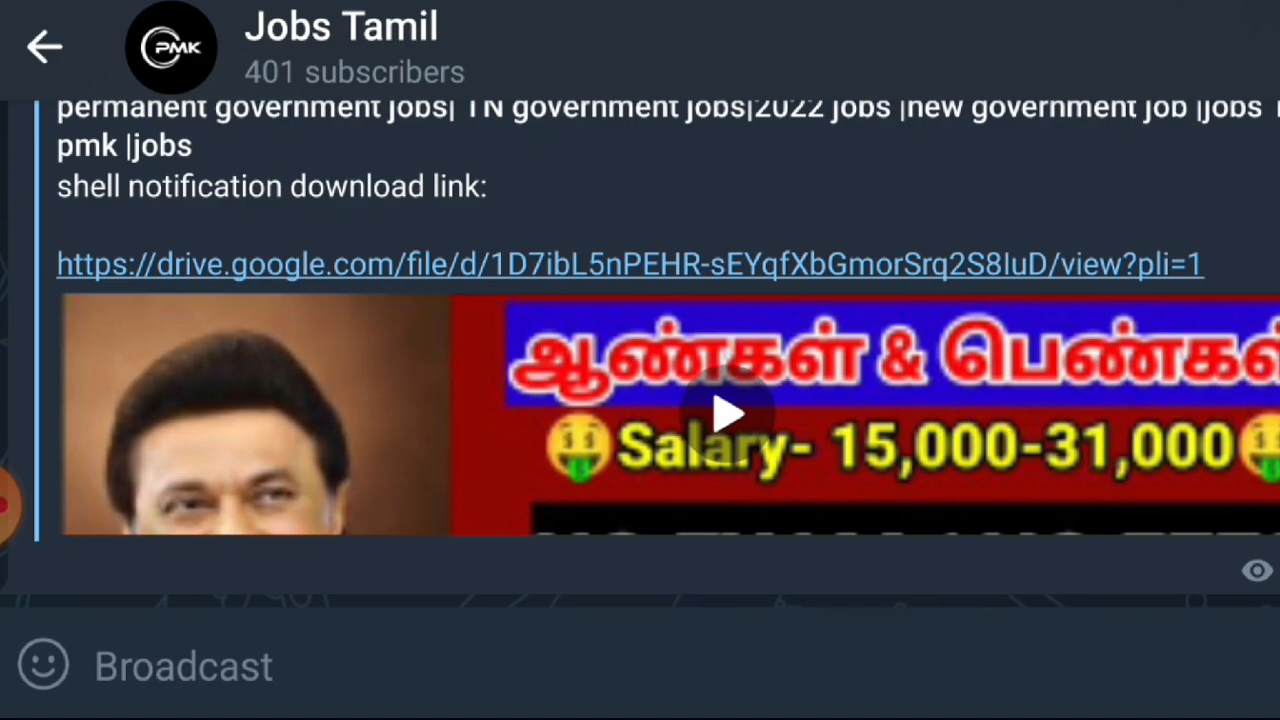 Jobs Tamil
PMK
401 subscribers
permanent government jobs| TN government jobs|2022 jobs |new government job |jobs
pmk |jobs
shell notification download link:
https://drive.google.com/file/d/1D7ibL5nPEHR-sEYqfXbGmorSrq2S8IuD/view?pli=1
ஆண்கள் & பெண்கள்
Salary- 15,000-31,000
Broadcast